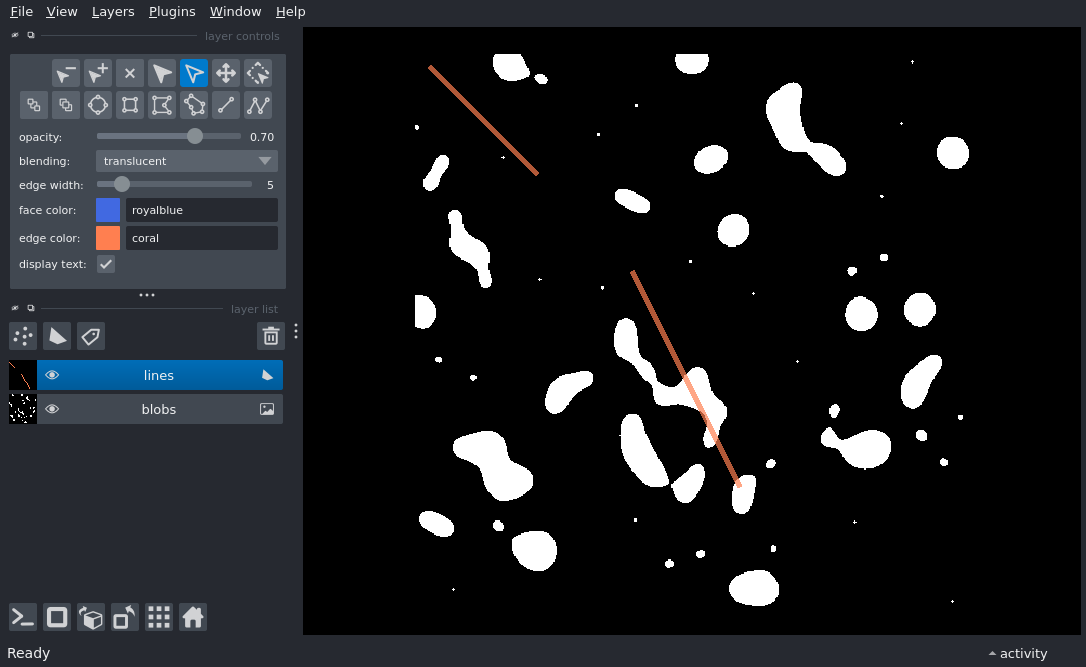 File View Layers Plugins Window Help
layer controls
opacity: 0.70
blending: translucent
edge width: 5
face color: royalblue
edge color: coral
display text:
layer list
lines
blobs
Ready
activity